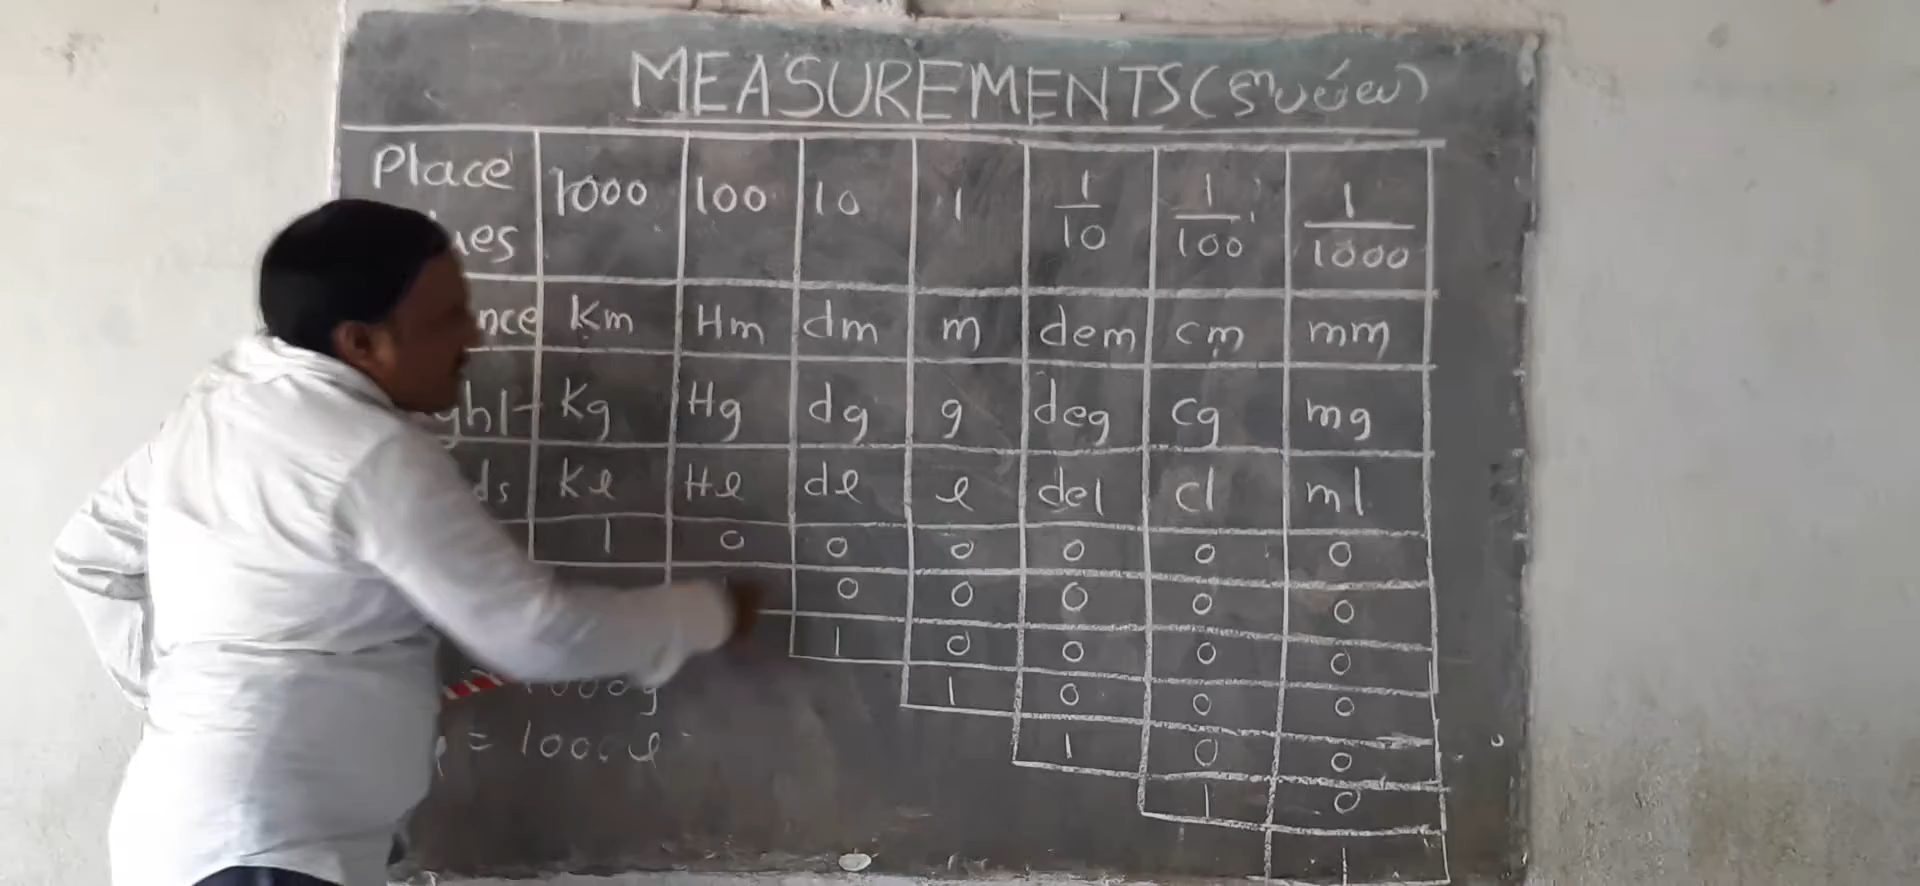 MEASUREMENTS (కొలతలు)
Place 1000 100 10 1 1/10 1/100 1/1000
Km Hm dm m dem cm mm
Kg Hg dg g deg cg mg
Kl Hl dl l del cl ml
1 0 0 0 0 0 0
0 0 0 0 0
1 0 0 0 0
1 0 0 0
1 0 0
= 1000l
1 0
1